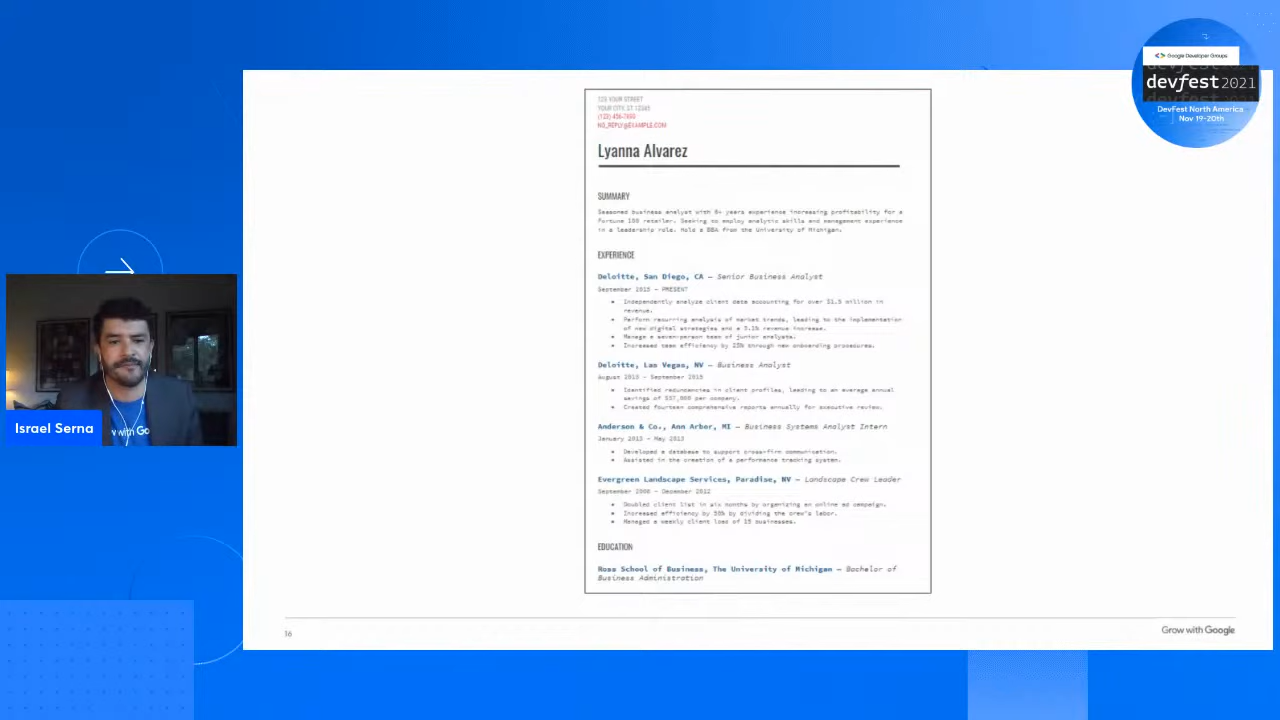 <> Google Developer Groups
devfest 2021
DevFest North America
Nov 19-20th
123 YOUR STREET
YOUR CITY, ST 12345
(123) 456-7890
NO_REPLY@EXAMPLE.COM
Lyanna Alvarez
SUMMARY
Seasoned business analyst with 6+ years experience increasing profitability for a
Fortune 100 retailer. Seeking to employ analytic skills and management experience
in a leadership role. Hold a BBA from the University of Michigan.
EXPERIENCE
Deloitte, San Diego, CA — Senior Business Analyst
September 2015 – PRESENT
Independently analyze client data accounting for over $1.5 million in
revenue.
Perform recurring analysis of market trends, leading to the implementation
of new digital strategies and a 3.1% revenue increase.
Manage a seven-person team of junior analysts.
Increased team efficiency by 23% through new onboarding procedures.
Deloitte, Las Vegas, NV — Business Analyst
August 2013 – September 2015
Identified redundancies in client profiles, leading to an average annual
savings of $37,000 per company.
Created fourteen comprehensive reports annually for executive review.
Anderson & Co., Ann Arbor, MI — Business Systems Analyst Intern
January 2013 – May 2013
Developed a database to support crossfirm communication.
Assisted in the creation of a performance tracking system.
Evergreen Landscape Services, Paradise, NV — Landscape Crew Leader
September 2008 – December 2012
Doubled client list in six months by organizing an online ad campaign.
Increased efficiency by 50% by dividing the crew's labor.
Managed a weekly client load of 15 businesses.
EDUCATION
Ross School of Business, The University of Michigan — Bachelor of
Business Administration
w with Go
Israel Serna
16
Grow with Google